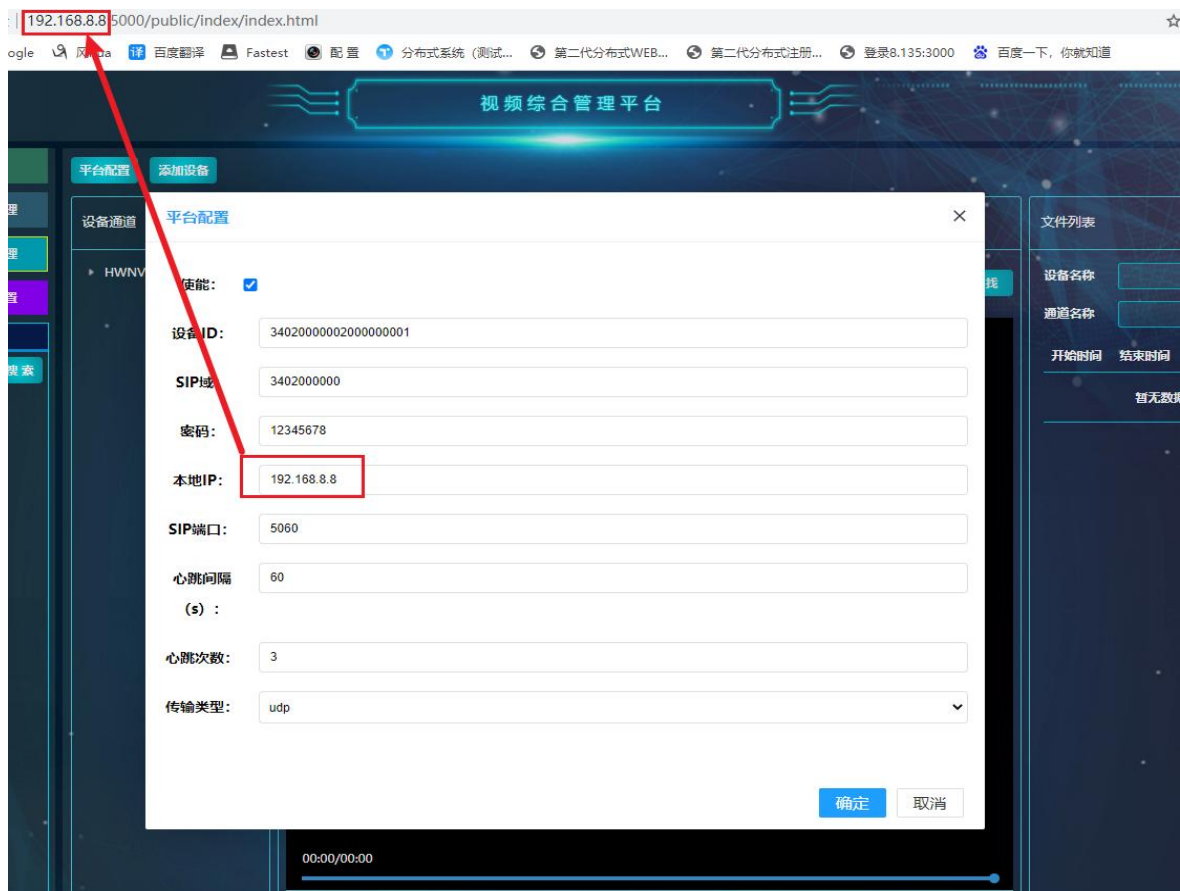 192.168.8.8:5000/public/index/index.html
ogle 译 百度翻译 Fastest 配置 分布式系统（测试... 第二代分布式WEB... 第二代分布式注册... 登录8.135:3000 百度一下，你就知道
视频综合管理平台
平台配置 添加设备
理
设备通道
平台配置
文件列表
理
HWNV
使能：
找
设备名称
置
通道名称
设备ID： 34020000002000000001
开始时间 结束时间
搜索
SIP域 3402000000
暂无数据
密码： 12345678
本地IP： 192.168.8.8
SIP端口： 5060
心跳间隔 60
（s）：
心跳次数： 3
传输类型： udp
确定 取消
00:00/00:00